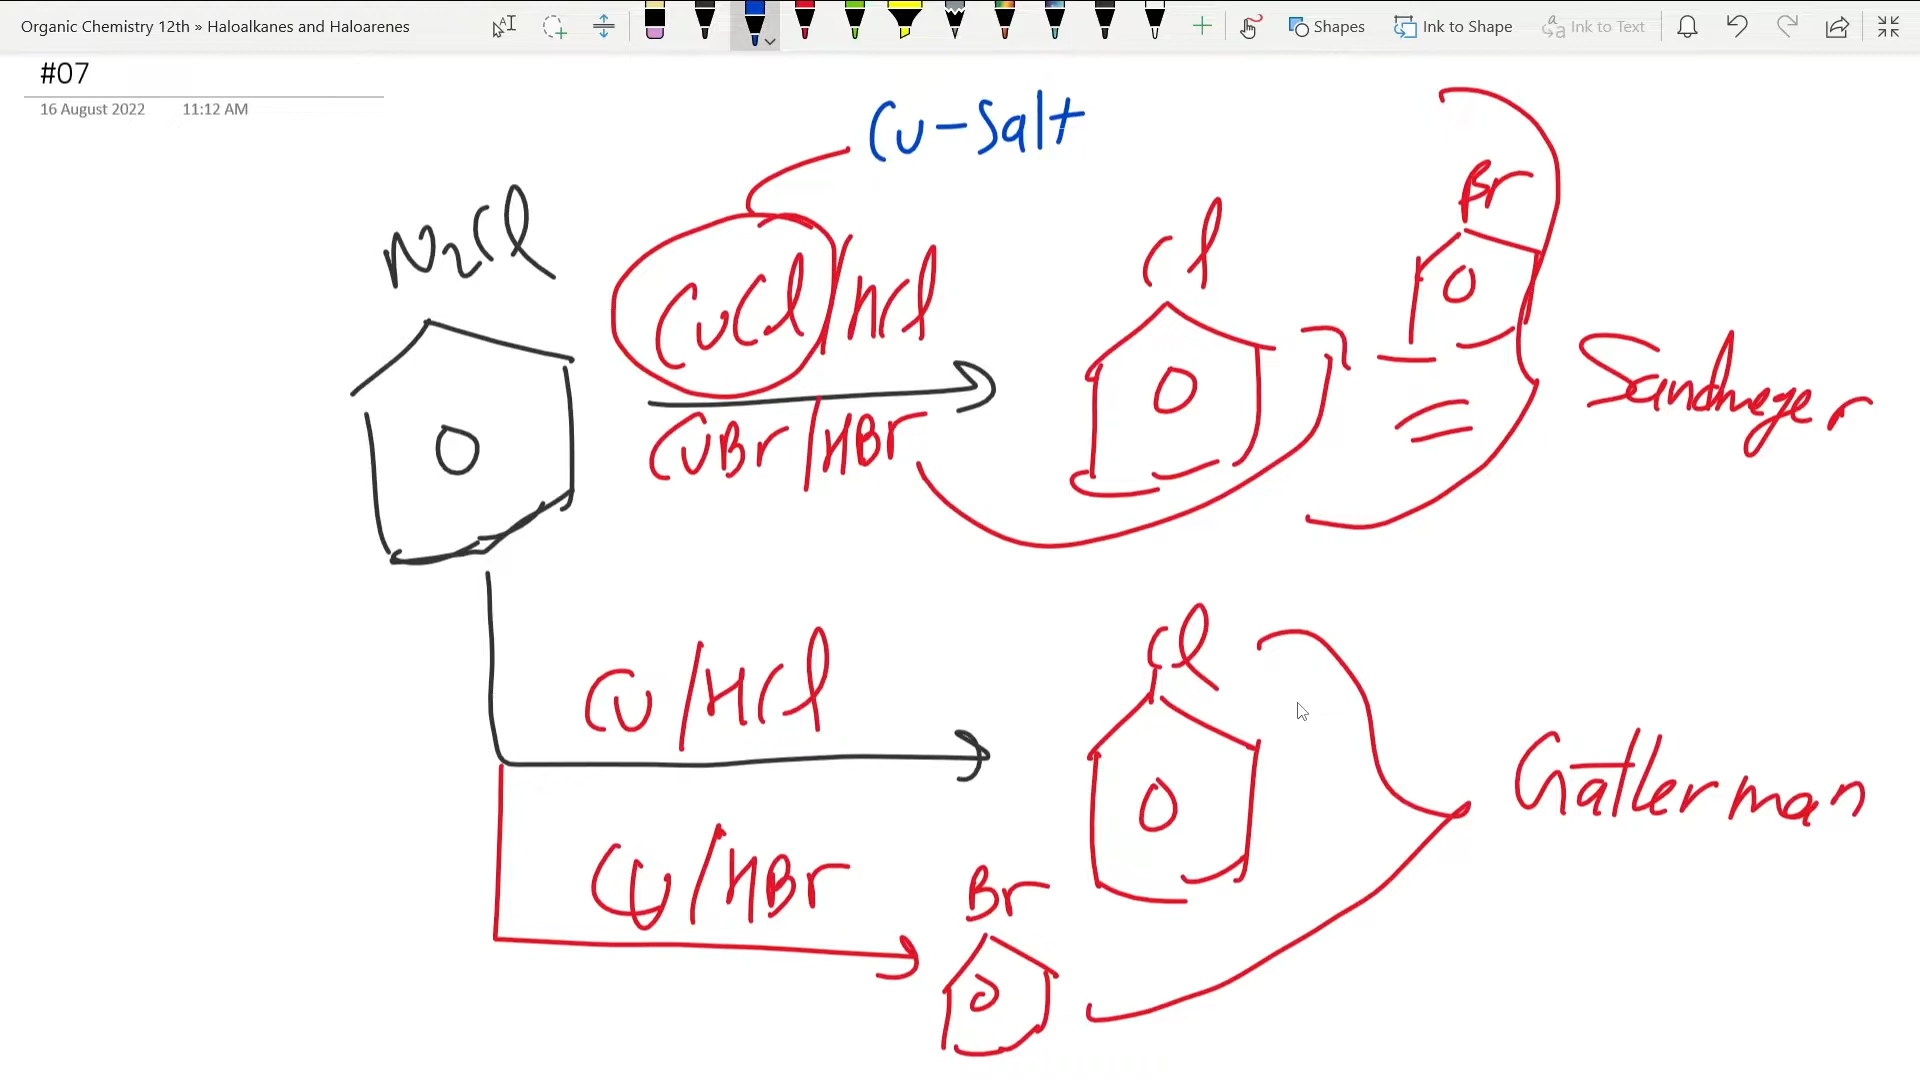 Organic Chemistry 12th » Haloalkanes and Haloarenes
Shapes
Ink to Shape
Ink to Text
#07
16 August 2022 11:12 AM
Cu-Salt
N2Cl
CuCl/HCl
Cl
Br
CuBr/HBr
Sandmeyer
Cu/HCl
Cl
Gatterman
Cu/HBr
Br